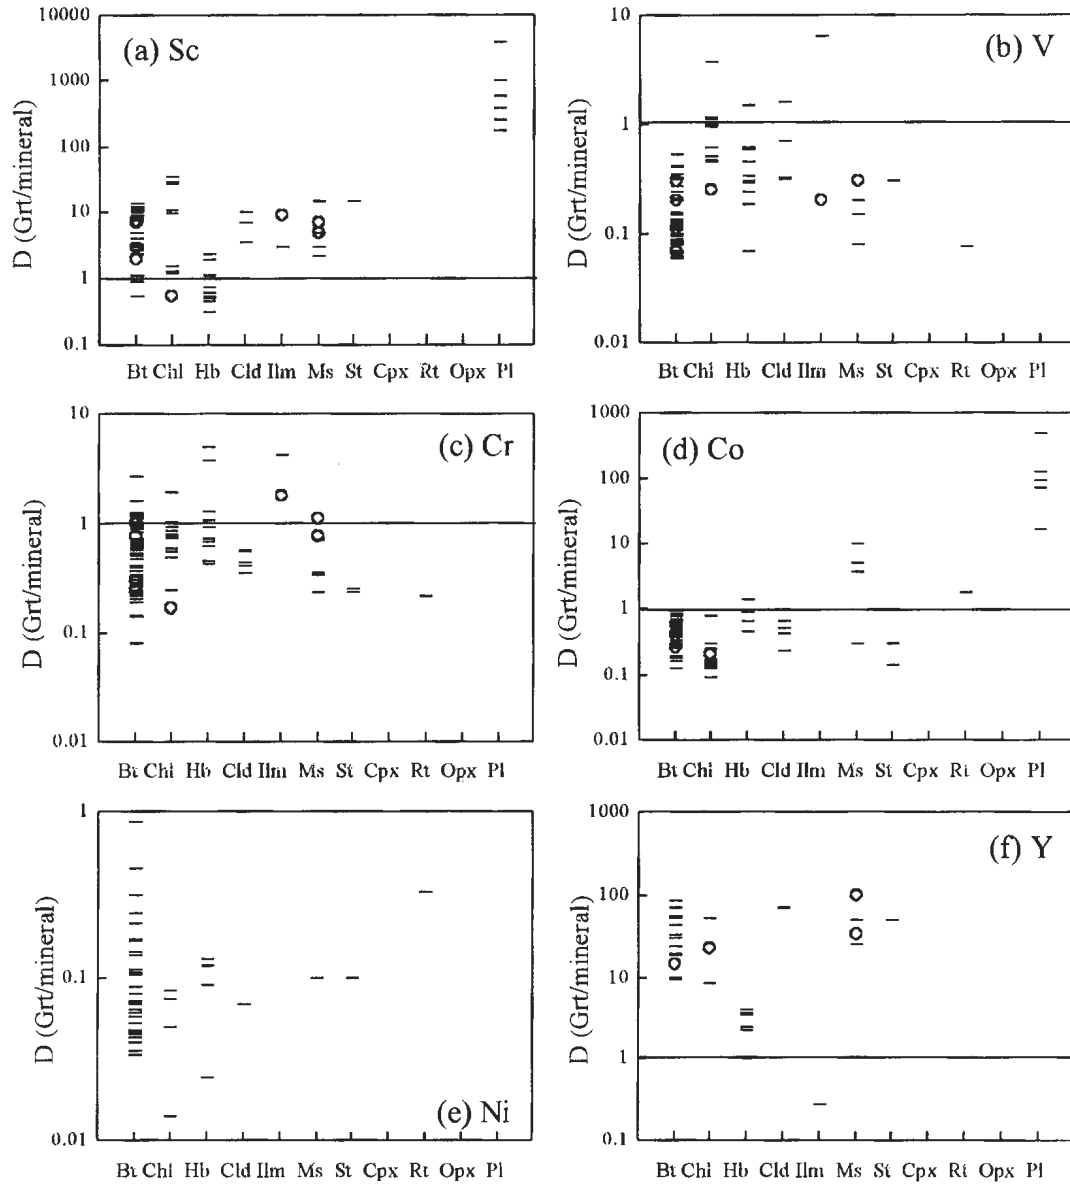 10000
1000
100
10
1
0.1
D (Grt/mineral)
(a) Sc
Bt Chl Hb Cld Ilm Ms St Cpx Rt Opx Pl
10
1
0.1
0.01
D (Grt/mineral)
(b) V
Bt Chl Hb Cld Ilm Ms St Cpx Rt Opx Pl
10
1
0.1
0.01
D (Grt/mineral)
(c) Cr
Bt Chl Hb Cld Ilm Ms St Cpx Rt Opx Pl
1000
100
10
1
0.1
0.01
D (Grt/mineral)
(d) Co
Bt Chl Hb Cld Ilm Ms St Cpx Rt Opx Pl
1
0.1
0.01
D (Grt/mineral)
(e) Ni
Bt Chl Hb Cld Ilm Ms St Cpx Rt Opx Pl
1000
100
10
1
0.1
D (Grt/mineral)
(f) Y
Bt Chl Hb Cld Ilm Ms St Cpx Rt Opx Pl